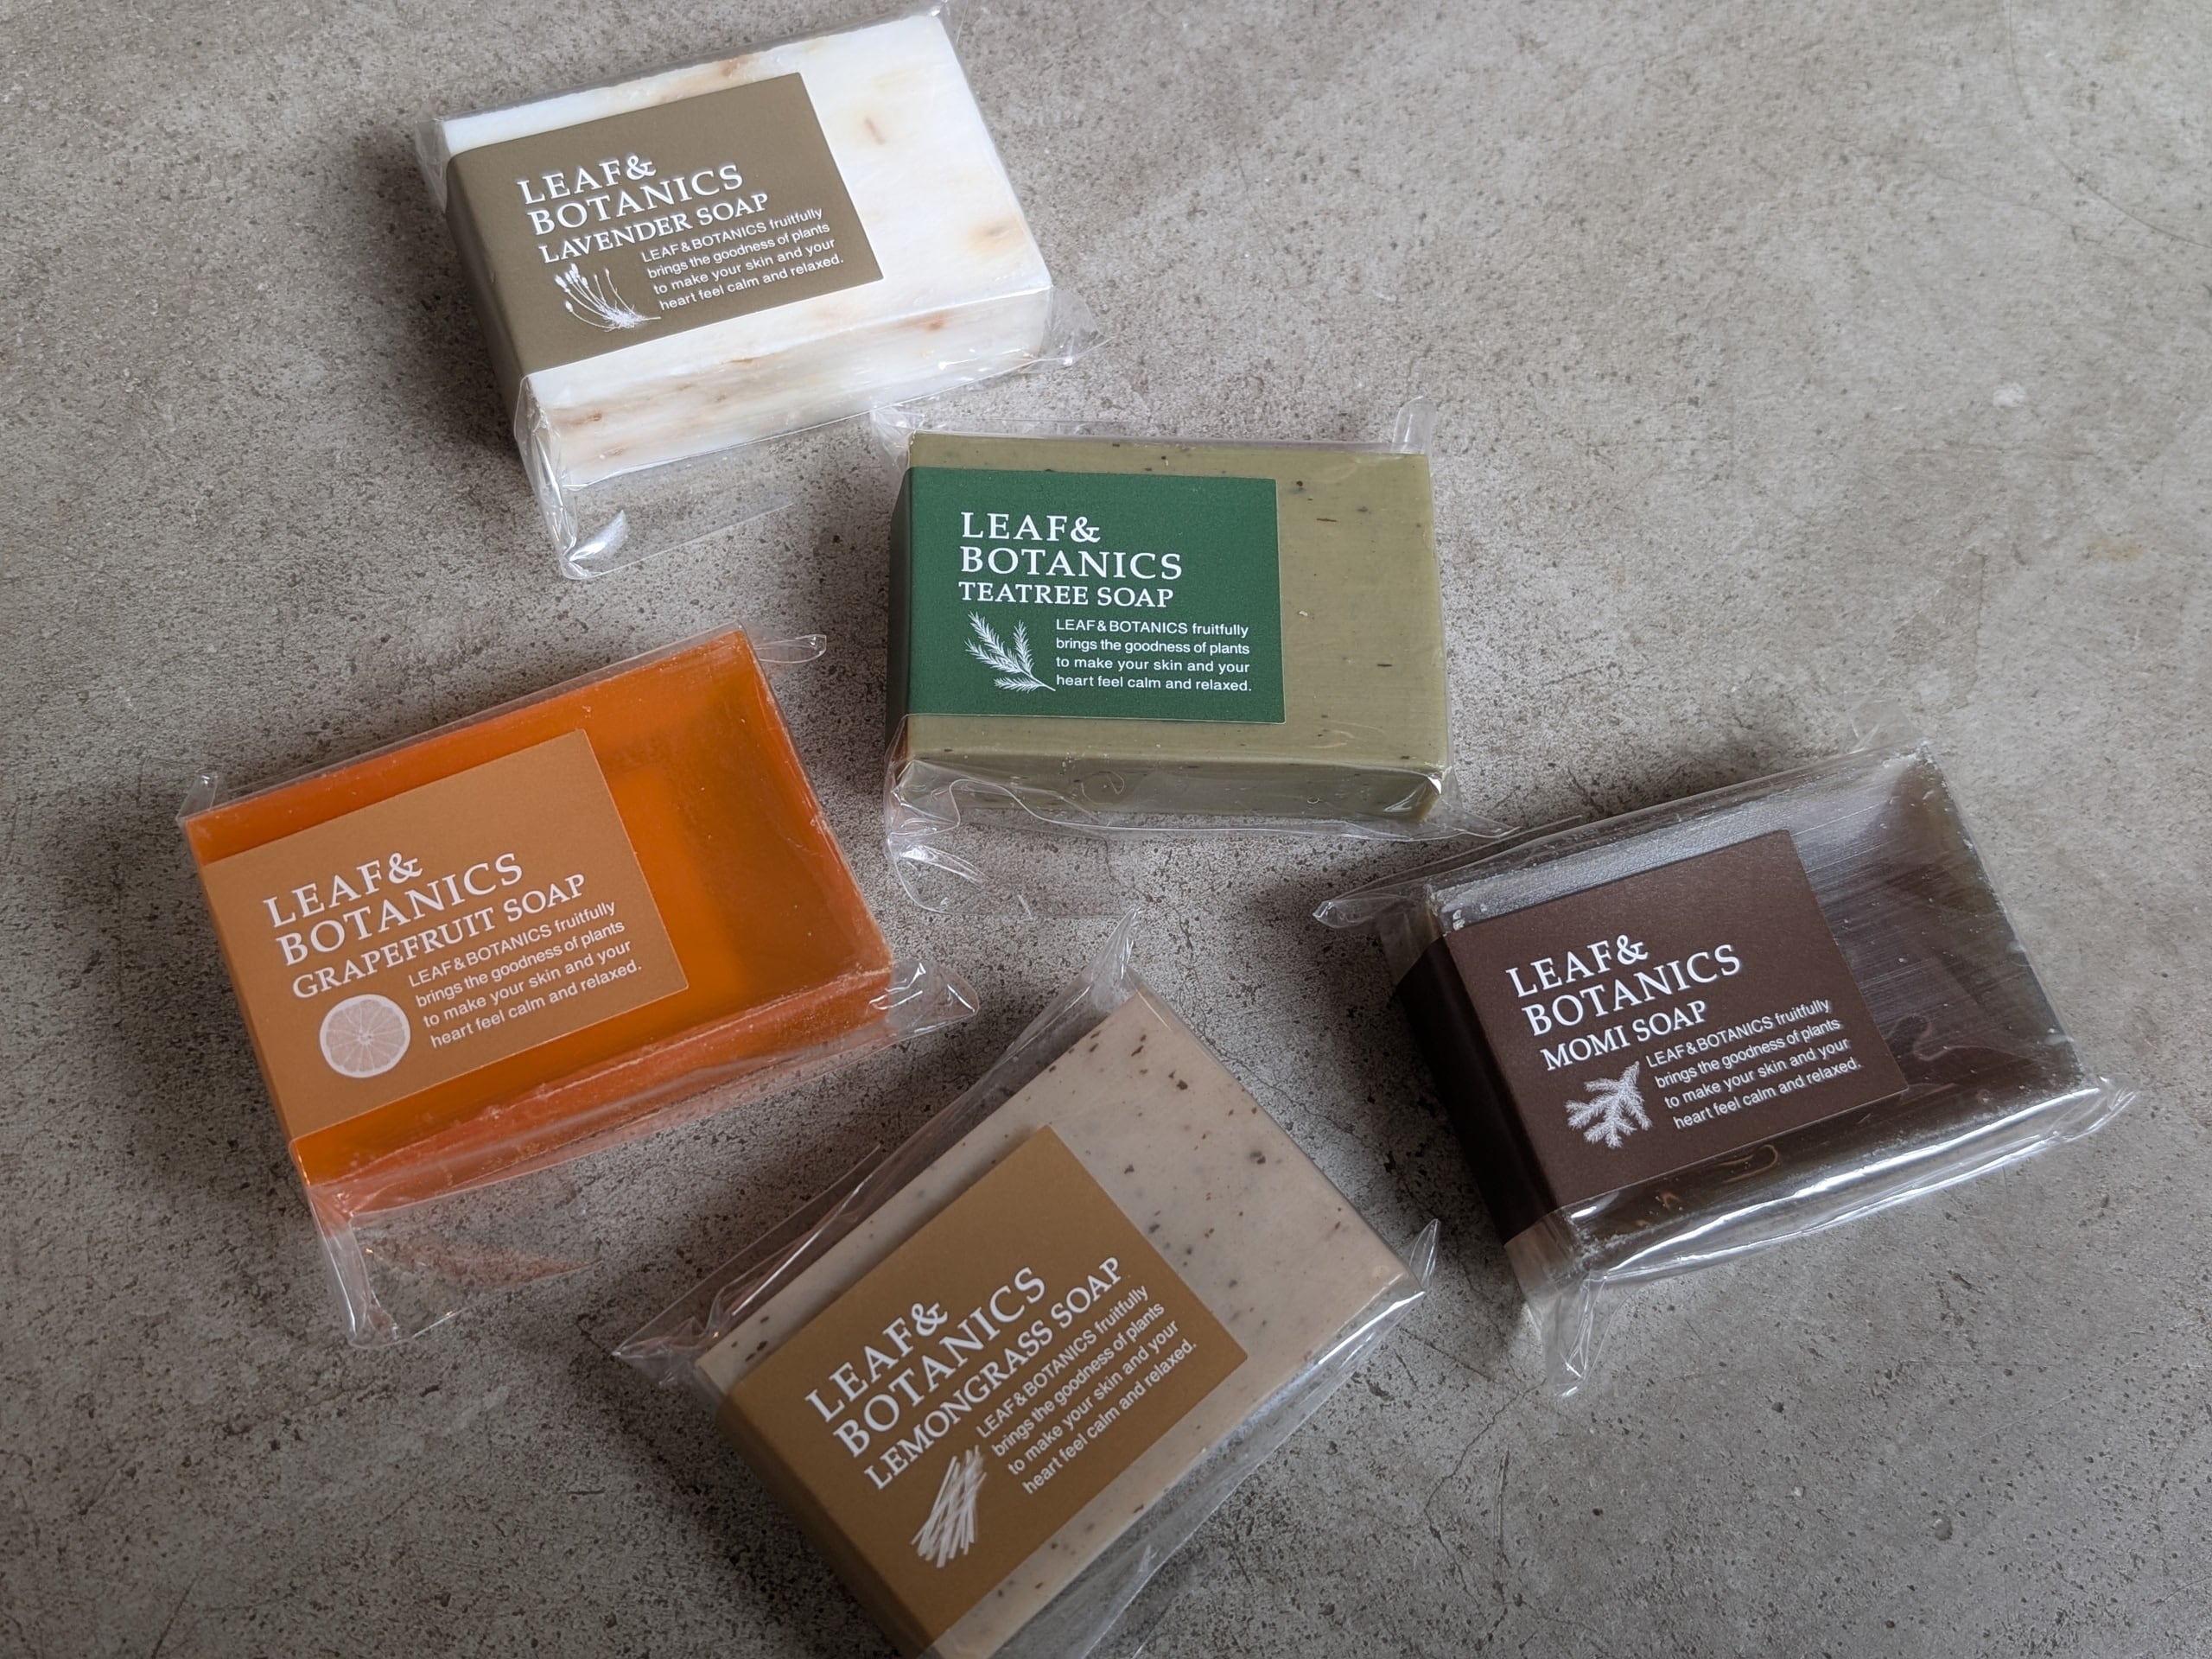 LEAF&
BOTANICS
LAVENDER SOAP
LEAF & BOTANICS fruitfully
brings the goodness of plants
to make your skin and your
heart feel calm and relaxed.
LEAF&
BOTANICS
TEATREE SOAP
LEAF & BOTANICS fruitfully
brings the goodness of plants
to make your skin and your
heart feel calm and relaxed.
LEAF&
BOTANICS
GRAPEFRUIT SOAP
LEAF & BOTANICS fruitfully
brings the goodness of plants
to make your skin and your
heart feel calm and relaxed.
LEAF&
BOTANICS
MOMI SOAP
LEAF & BOTANICS fruitfully
brings the goodness of plants
to make your skin and your
heart feel calm and relaxed.
LEAF&
BOTANICS
LEMONGRASS SOAP
LEAF & BOTANICS fruitfully
brings the goodness of plants
to make your skin and your
heart feel calm and relaxed.